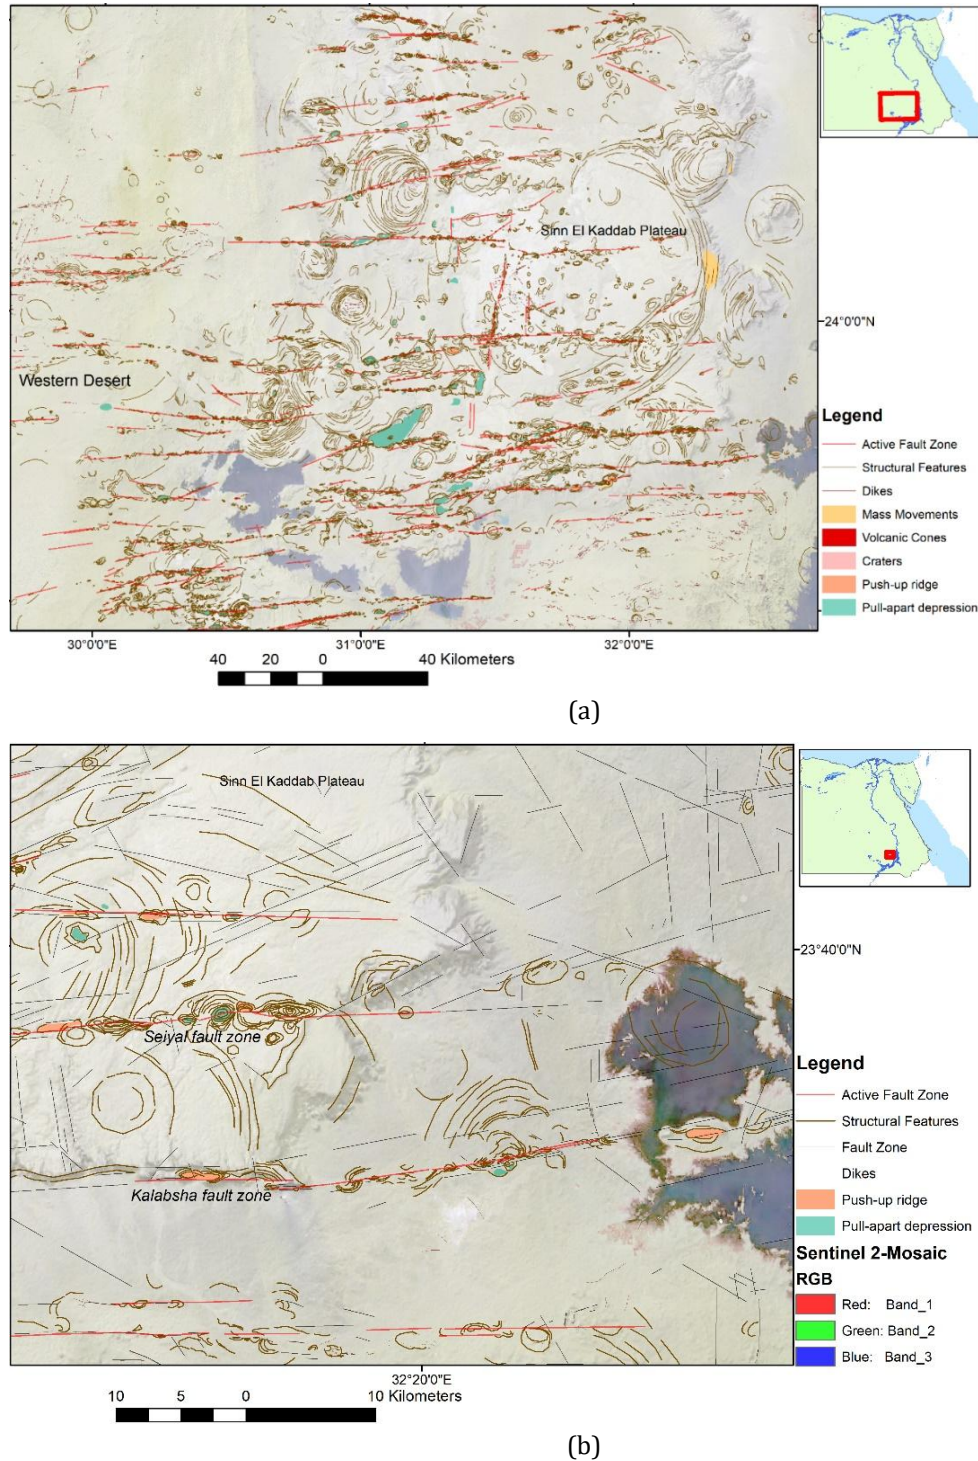 Sinn El Kaddab Plateau
24°0'0"N
Western Desert
Legend
Active Fault Zone
Structural Features
Dikes
Mass Movements
Volcanic Cones
Craters
Push-up ridge
Pull-apart depression
30°0'0"E
31°0'0"E
32°0'0"E
40 20 0 40 Kilometers
(a)
Sinn El Kaddab Plateau
23°40'0"N
Seiyal fault zone
Legend
Active Fault Zone
Structural Features
Fault Zone
Dikes
Push-up ridge
Pull-apart depression
Kalabsha fault zone
Sentinel 2-Mosaic
RGB
Red: Band_1
Green: Band_2
Blue: Band_3
32°20'0"E
10 5 0 10 Kilometers
(b)